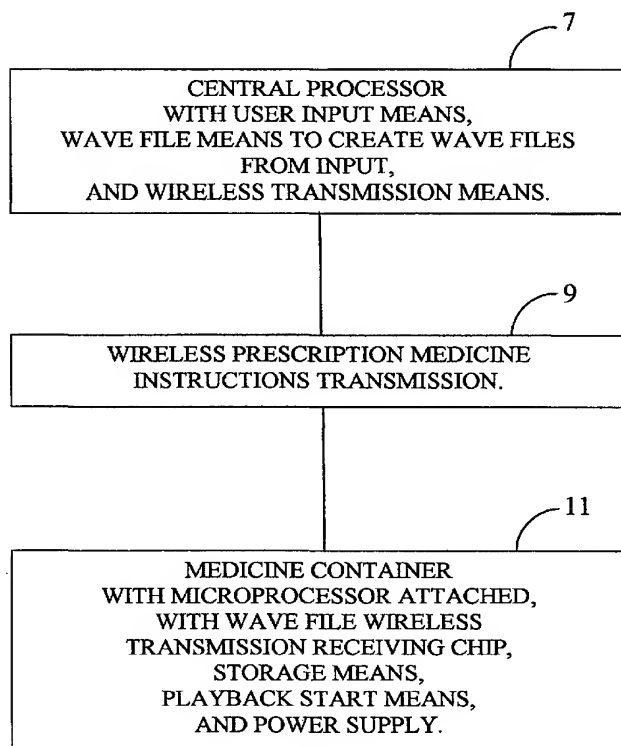 7
CENTRAL PROCESSOR
WITH USER INPUT MEANS,
WAVE FILE MEANS TO CREATE WAVE FILES
FROM INPUT,
AND WIRELESS TRANSMISSION MEANS.
9
WIRELESS PRESCRIPTION MEDICINE
INSTRUCTIONS TRANSMISSION.
11
MEDICINE CONTAINER
WITH MICROPROCESSOR ATTACHED,
WITH WAVE FILE WIRELESS
TRANSMISSION RECEIVING CHIP,
STORAGE MEANS,
PLAYBACK START MEANS,
AND POWER SUPPLY.